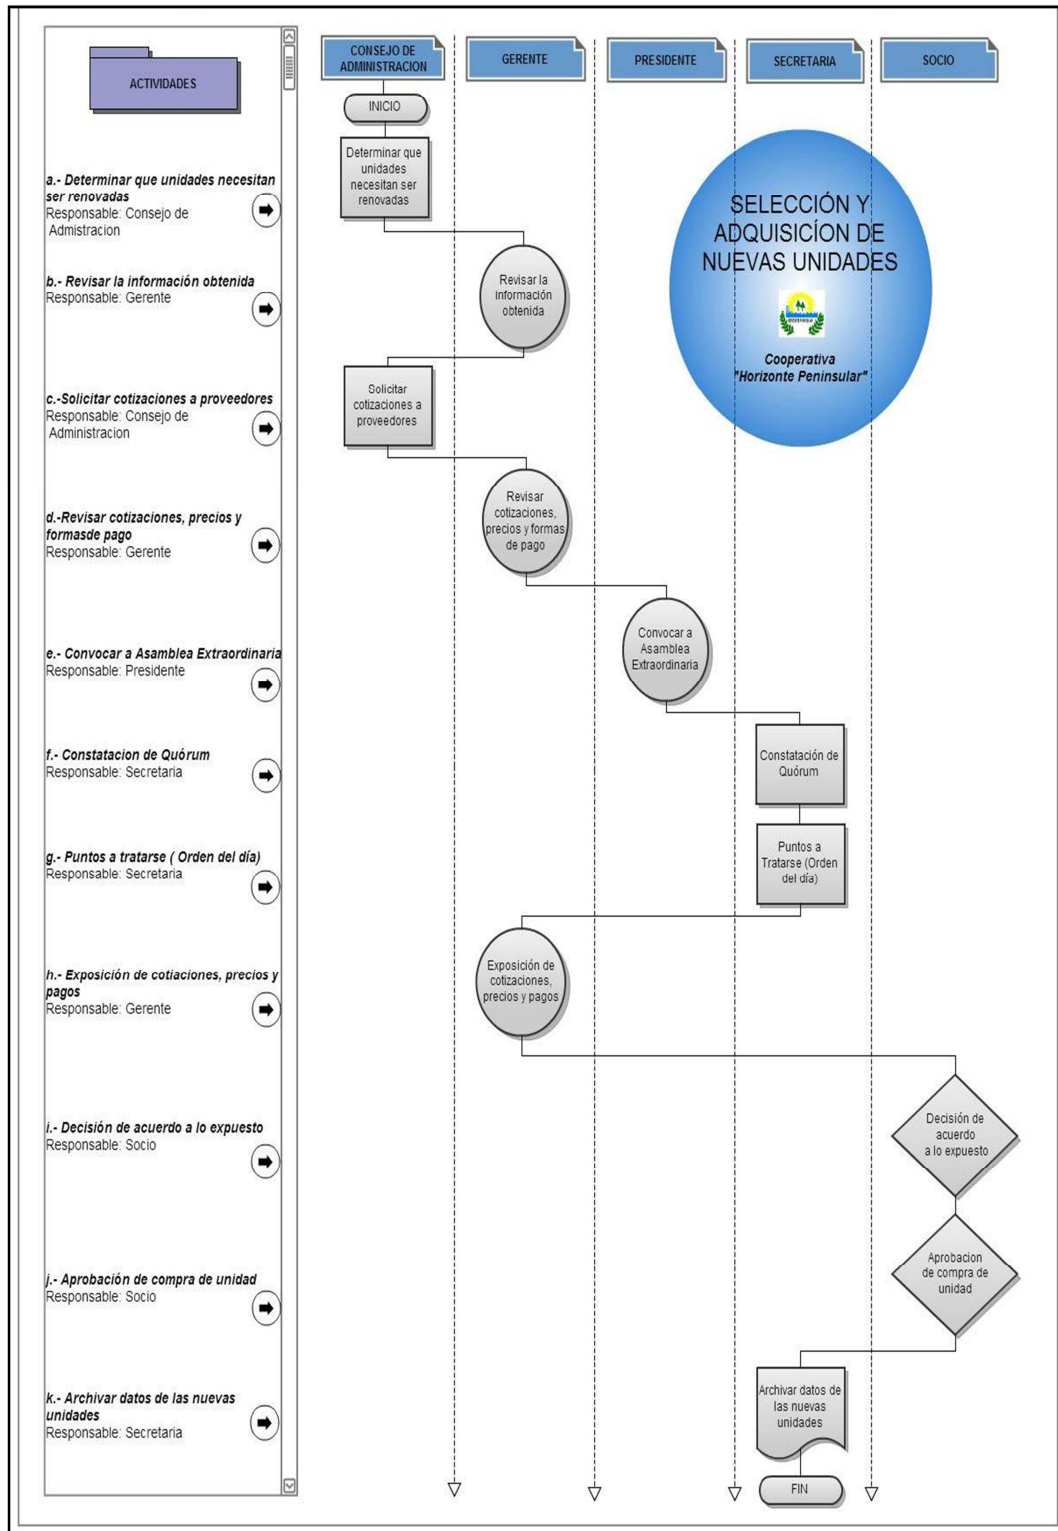 ACTIVIDADES
a.- Determinar que unidades necesitan
ser renovadas
Responsable: Consejo de
Admistracion
b.- Revisar la información obtenida
Responsable: Gerente
c.-Solicitar cotizaciones a proveedores
Responsable: Consejo de
Administracion
d.-Revisar cotizaciones, precios y
formasde pago
Responsable: Gerente
e.- Convocar a Asamblea Extraordinaria
Responsable: Presidente
f.- Constatacion de Quórum
Responsable: Secretaria
g.- Puntos a tratarse ( Orden del día)
Responsable: Secretaria
h.- Exposición de cotiaciones, precios y
pagos
Responsable: Gerente
i.- Decisión de acuerdo a lo expuesto
Responsable: Socio
j.- Aprobación de compra de unidad
Responsable: Socio
k.- Archivar datos de las nuevas
unidades
Responsable: Secretaria
CONSEJO DE
ADMINISTRACION
GERENTE
PRESIDENTE
SECRETARIA
SOCIO
INICIO
Determinar que
unidades
necesitan ser
renovadas
SELECCIÓN Y
ADQUISICÍON DE
NUEVAS UNIDADES
Cooperativa
"Horizonte Peninsular"
Revisar la
información
obtenida
Solicitar
cotizaciones a
proveedores
Revisar
cotizaciones,
precios y formas
de pago
Convocar a
Asamblea
Extraordinaria
Constatación de
Quórum
Puntos a
Tratarse (Orden
del día)
Exposición de
cotizaciones,
precios y pagos
Decisión de
acuerdo
a lo expuesto
Aprobacion
de compra de
unidad
Archivar datos de
las nuevas
unidades
FIN